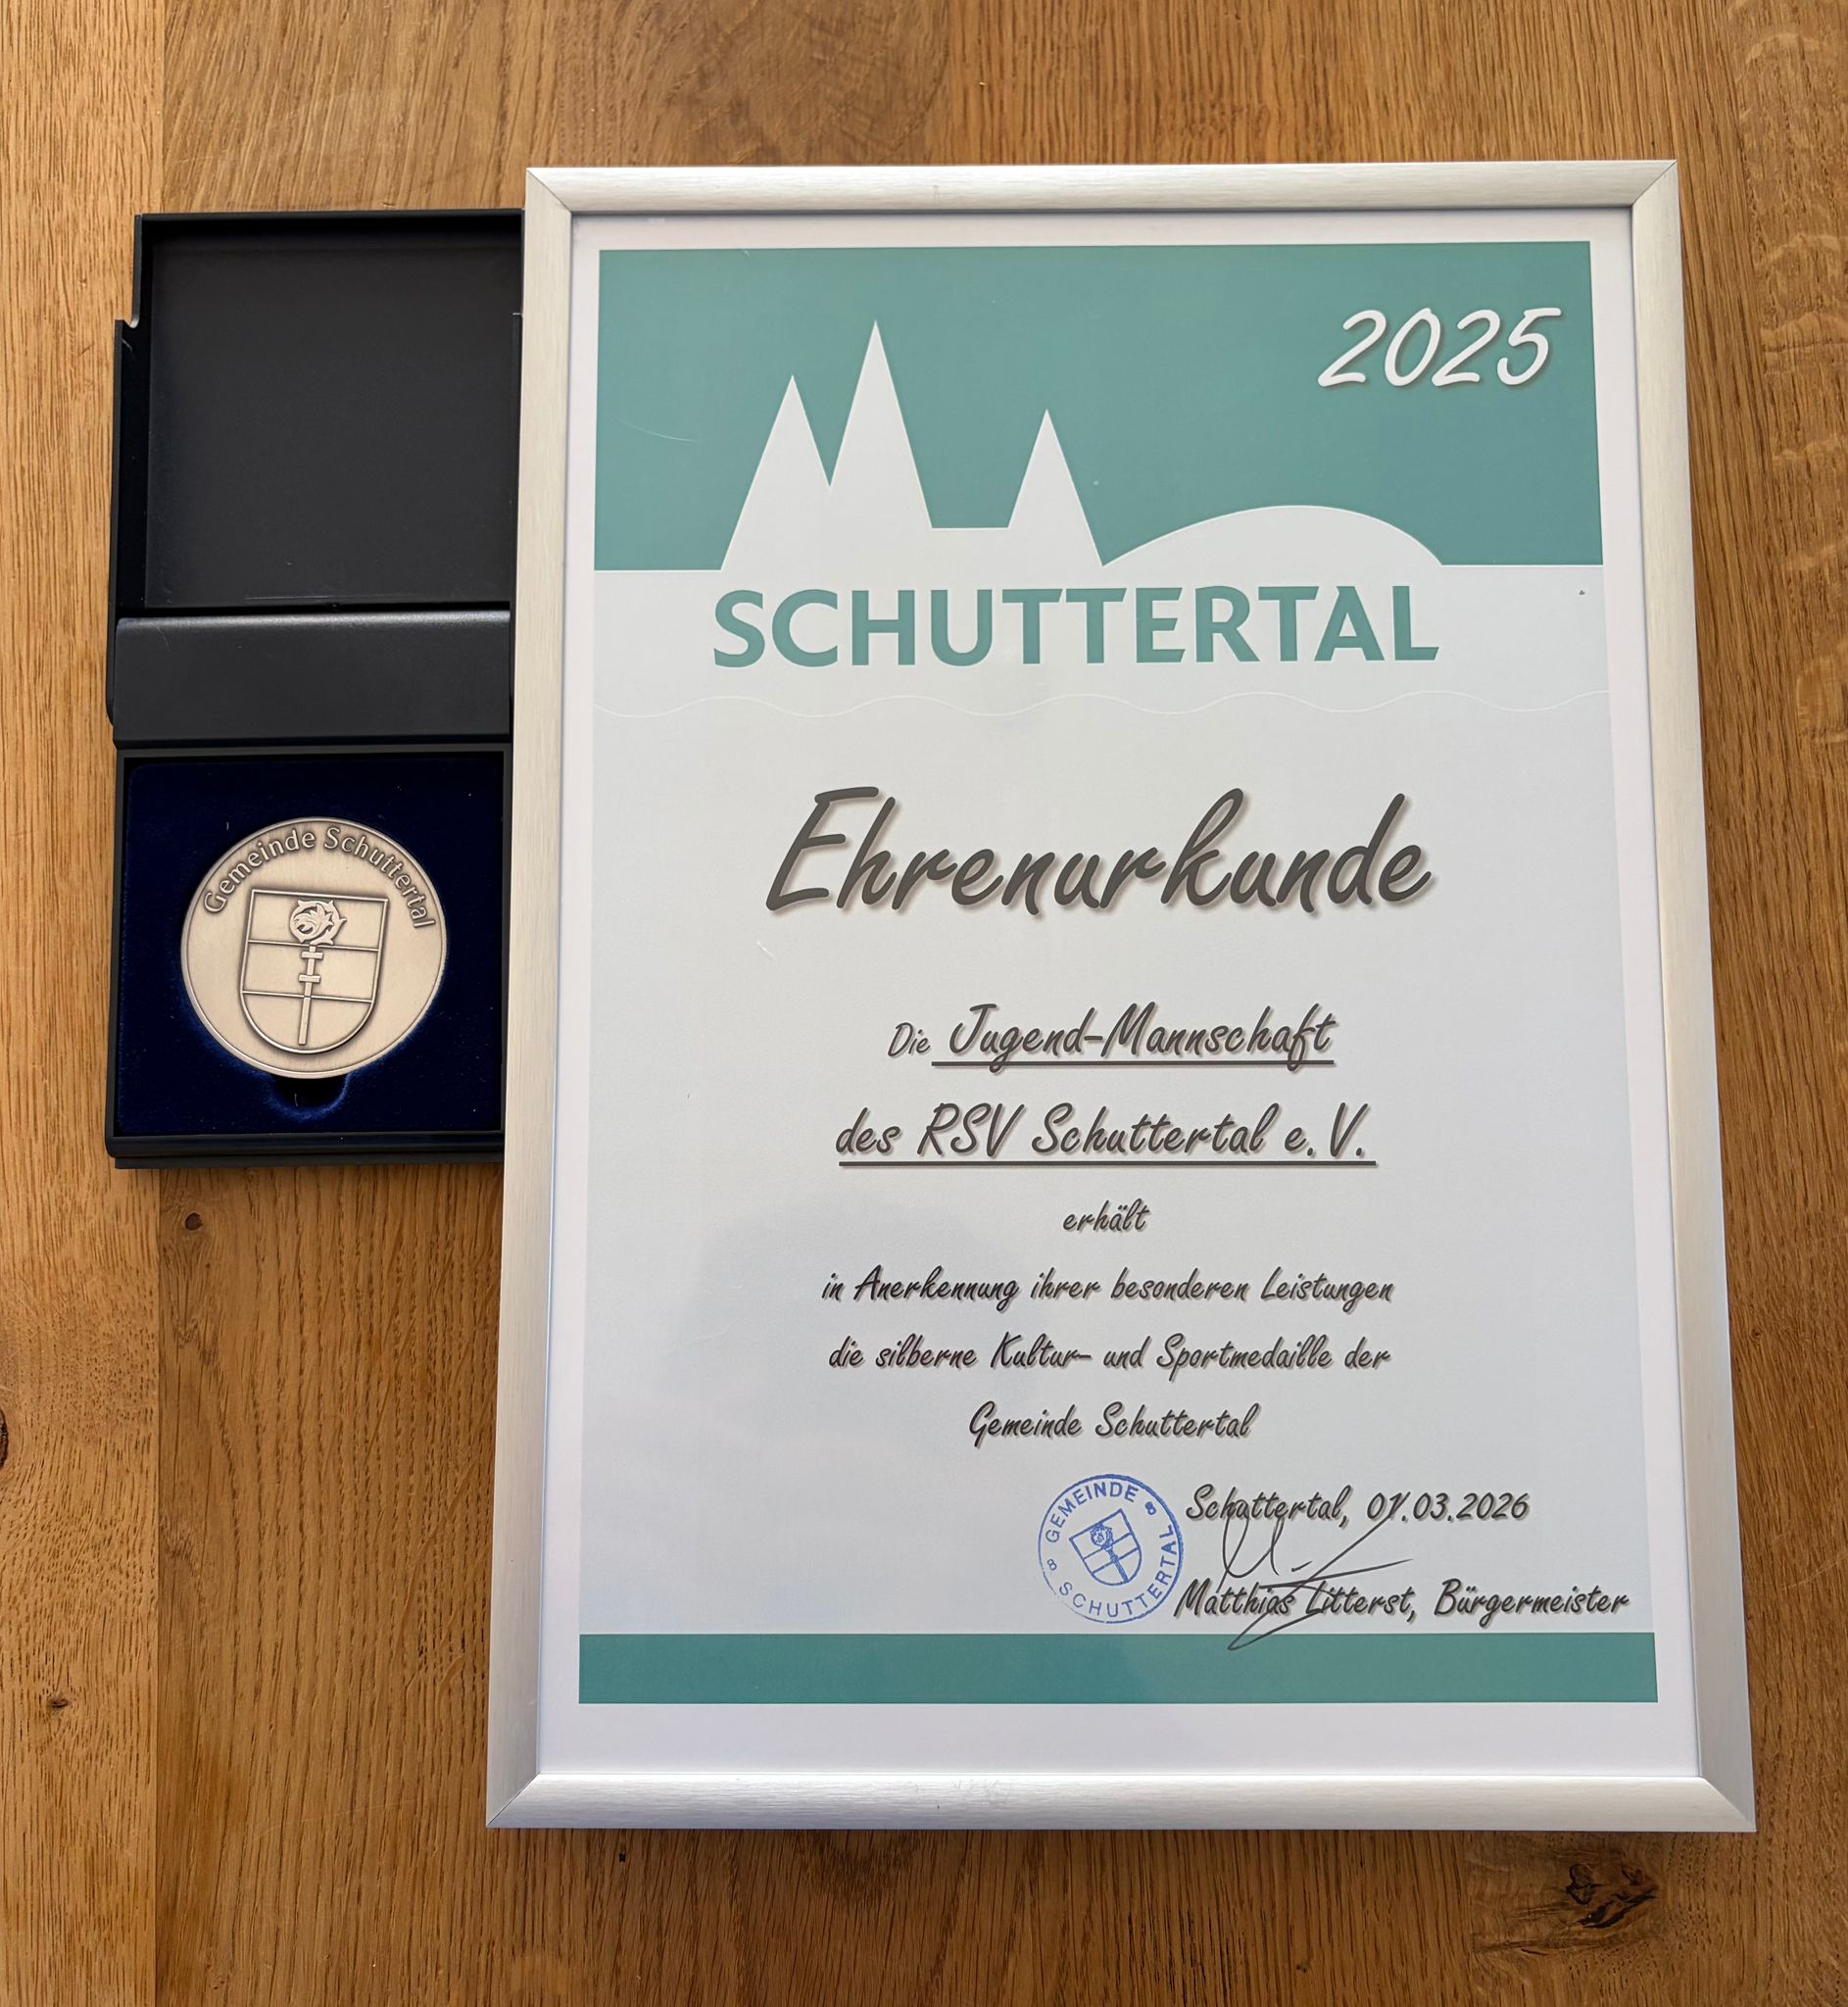 Gemeinde Schuttertal
2025
SCHUTTERTAL
Ehrenurkunde
Die Jugend-Mannschaft
des RSV Schuttertal e.V.
erhält
in Anerkennung ihrer besonderen Leistungen
die silberne Kultur- und Sportmedaille der
Gemeinde Schuttertal
GEMEINDE SCHUTTERTAL
Schuttertal, 01.03.2026
Matthias Litterst, Bürgermeister